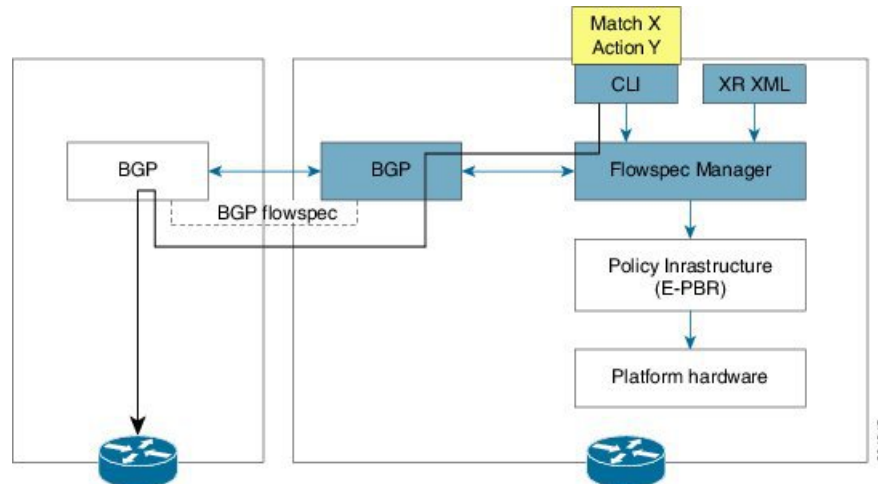 Match X
Action Y
CLI
XR XML
BGP
BGP
Flowspec Manager
BGP flowspec
Policy Inrastructure
(E-PBR)
Platform hardware